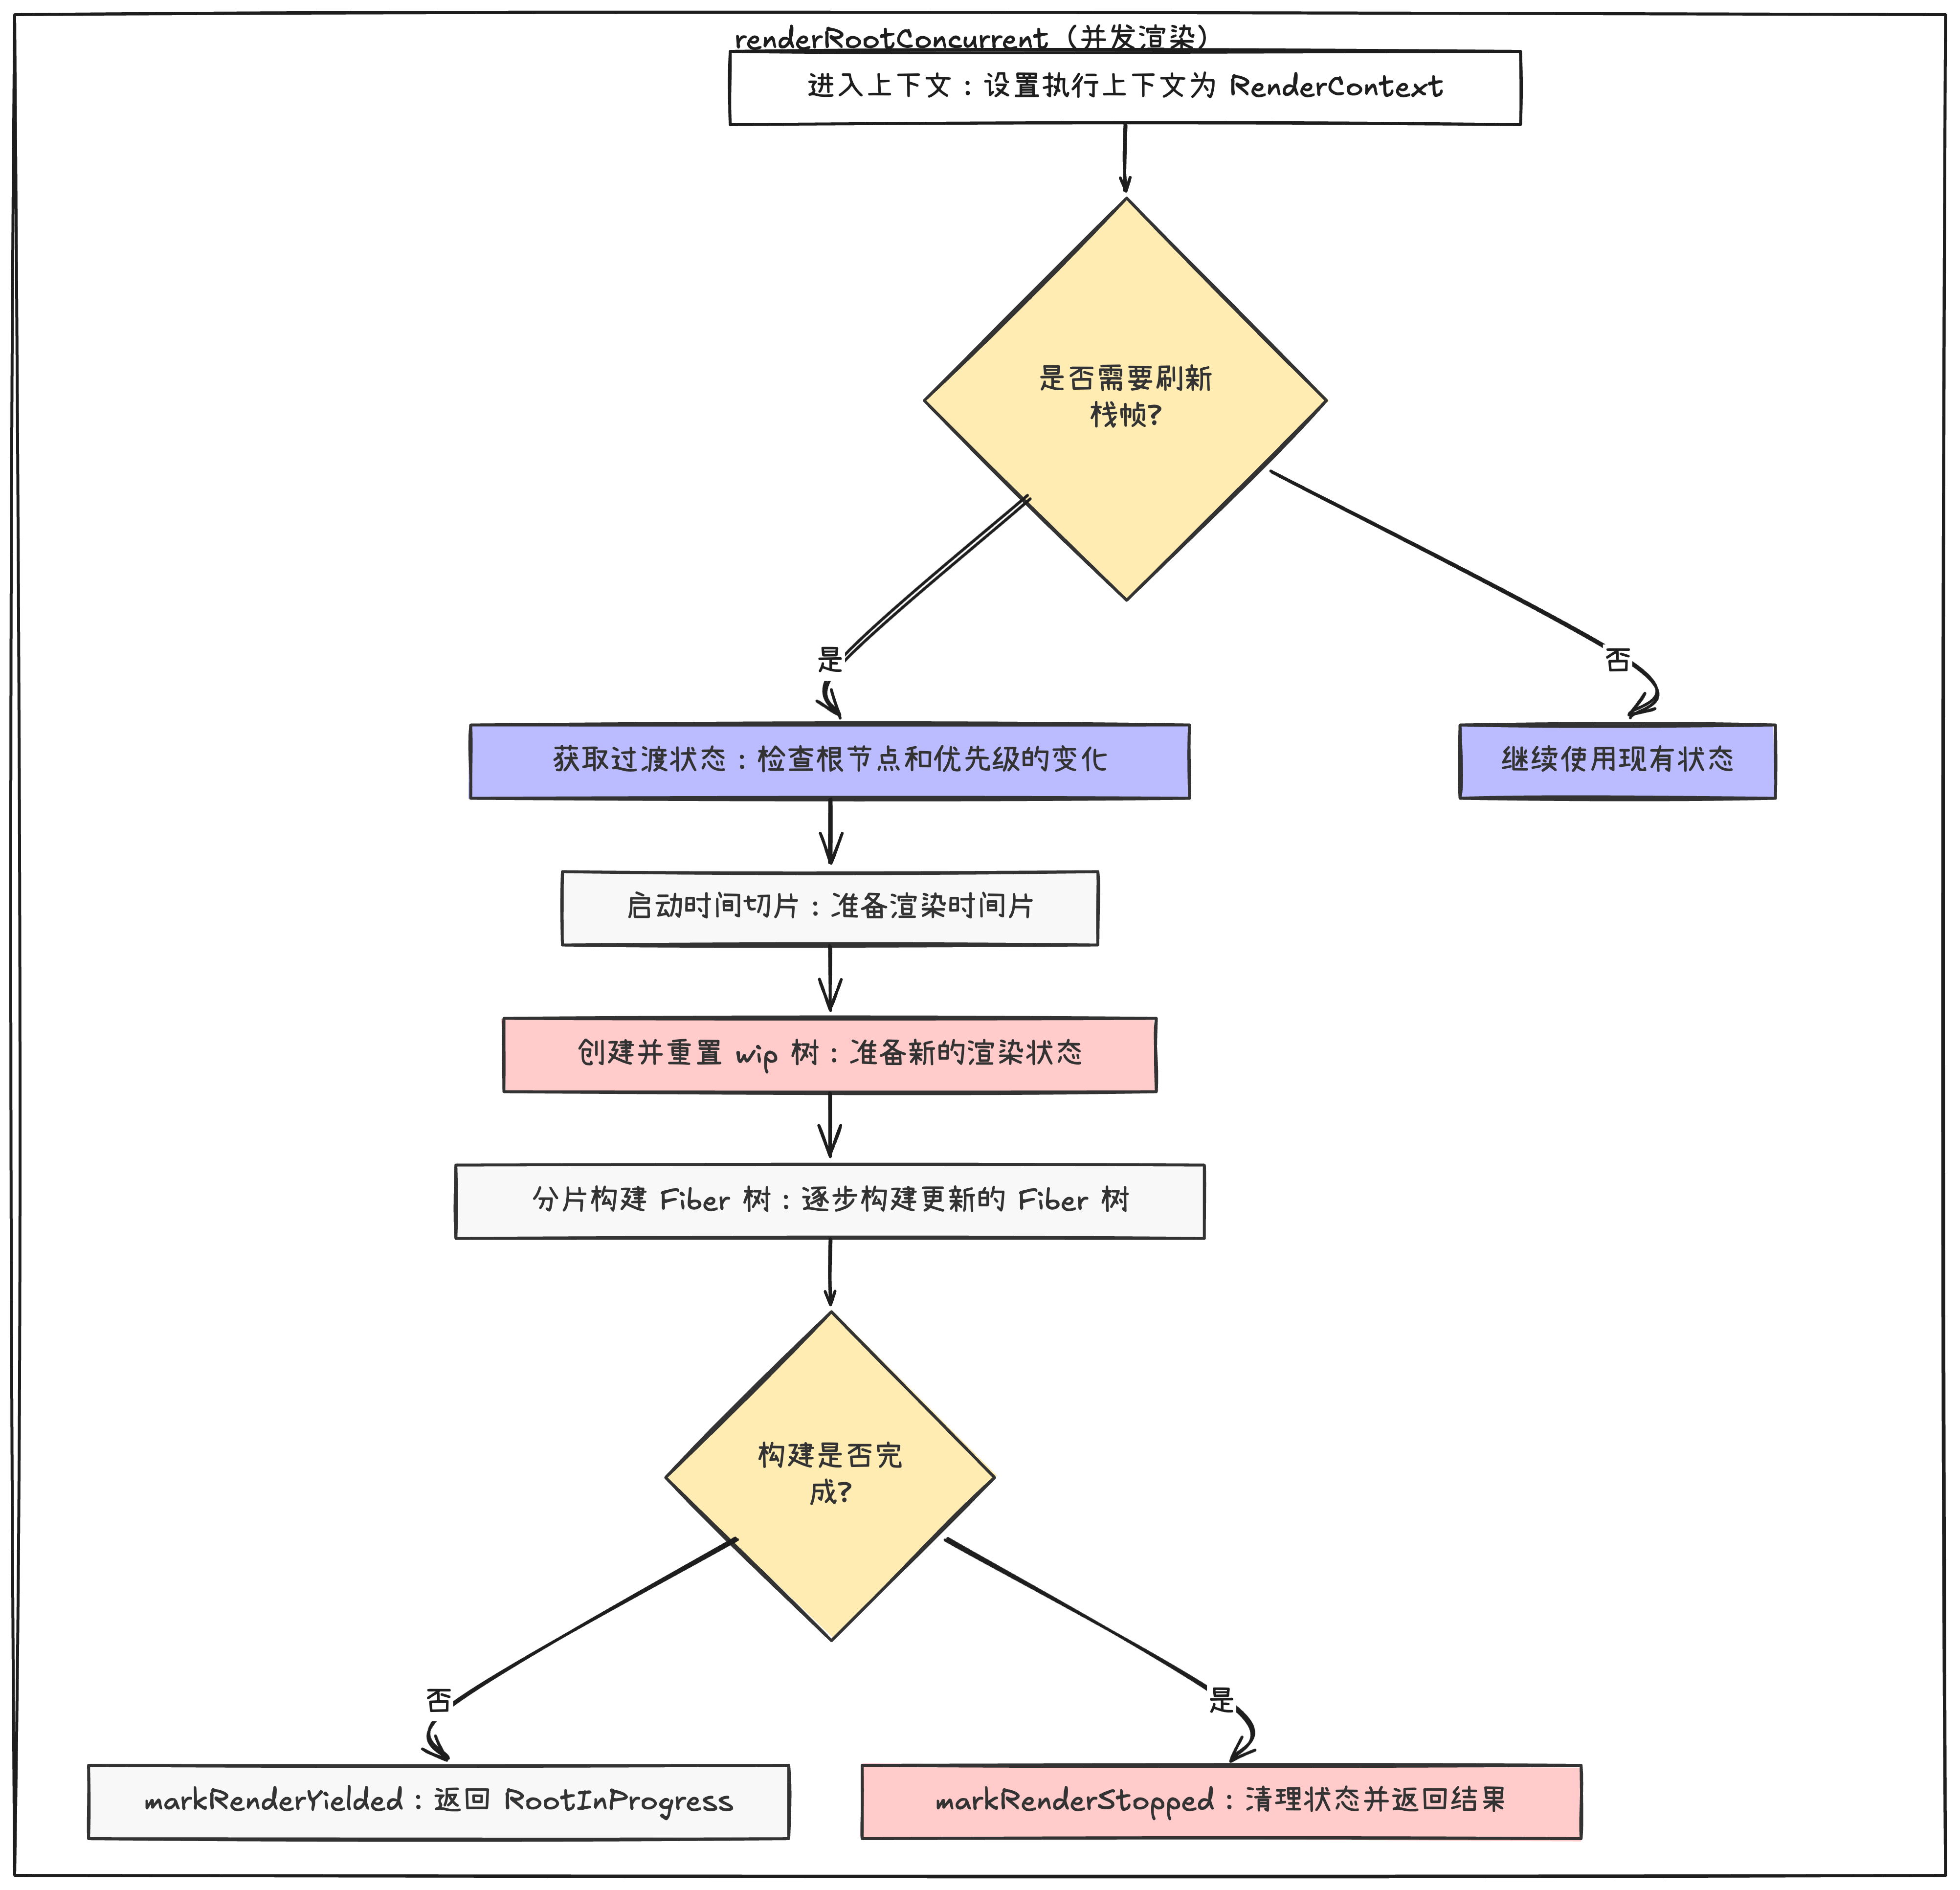 renderRootConcurrent（并发渲染）
进入上下文：设置执行上下文为 RenderContext
是否需要刷新
栈帧?
是
否
获取过渡状态：检查根节点和优先级的变化
继续使用现有状态
启动时间切片：准备渲染时间片
创建并重置 wip 树：准备新的渲染状态
分片构建 Fiber 树：逐步构建更新的 Fiber 树
构建是否完
成?
否
是
markRenderYielded：返回 RootInProgress
markRenderStopped：清理状态并返回结果